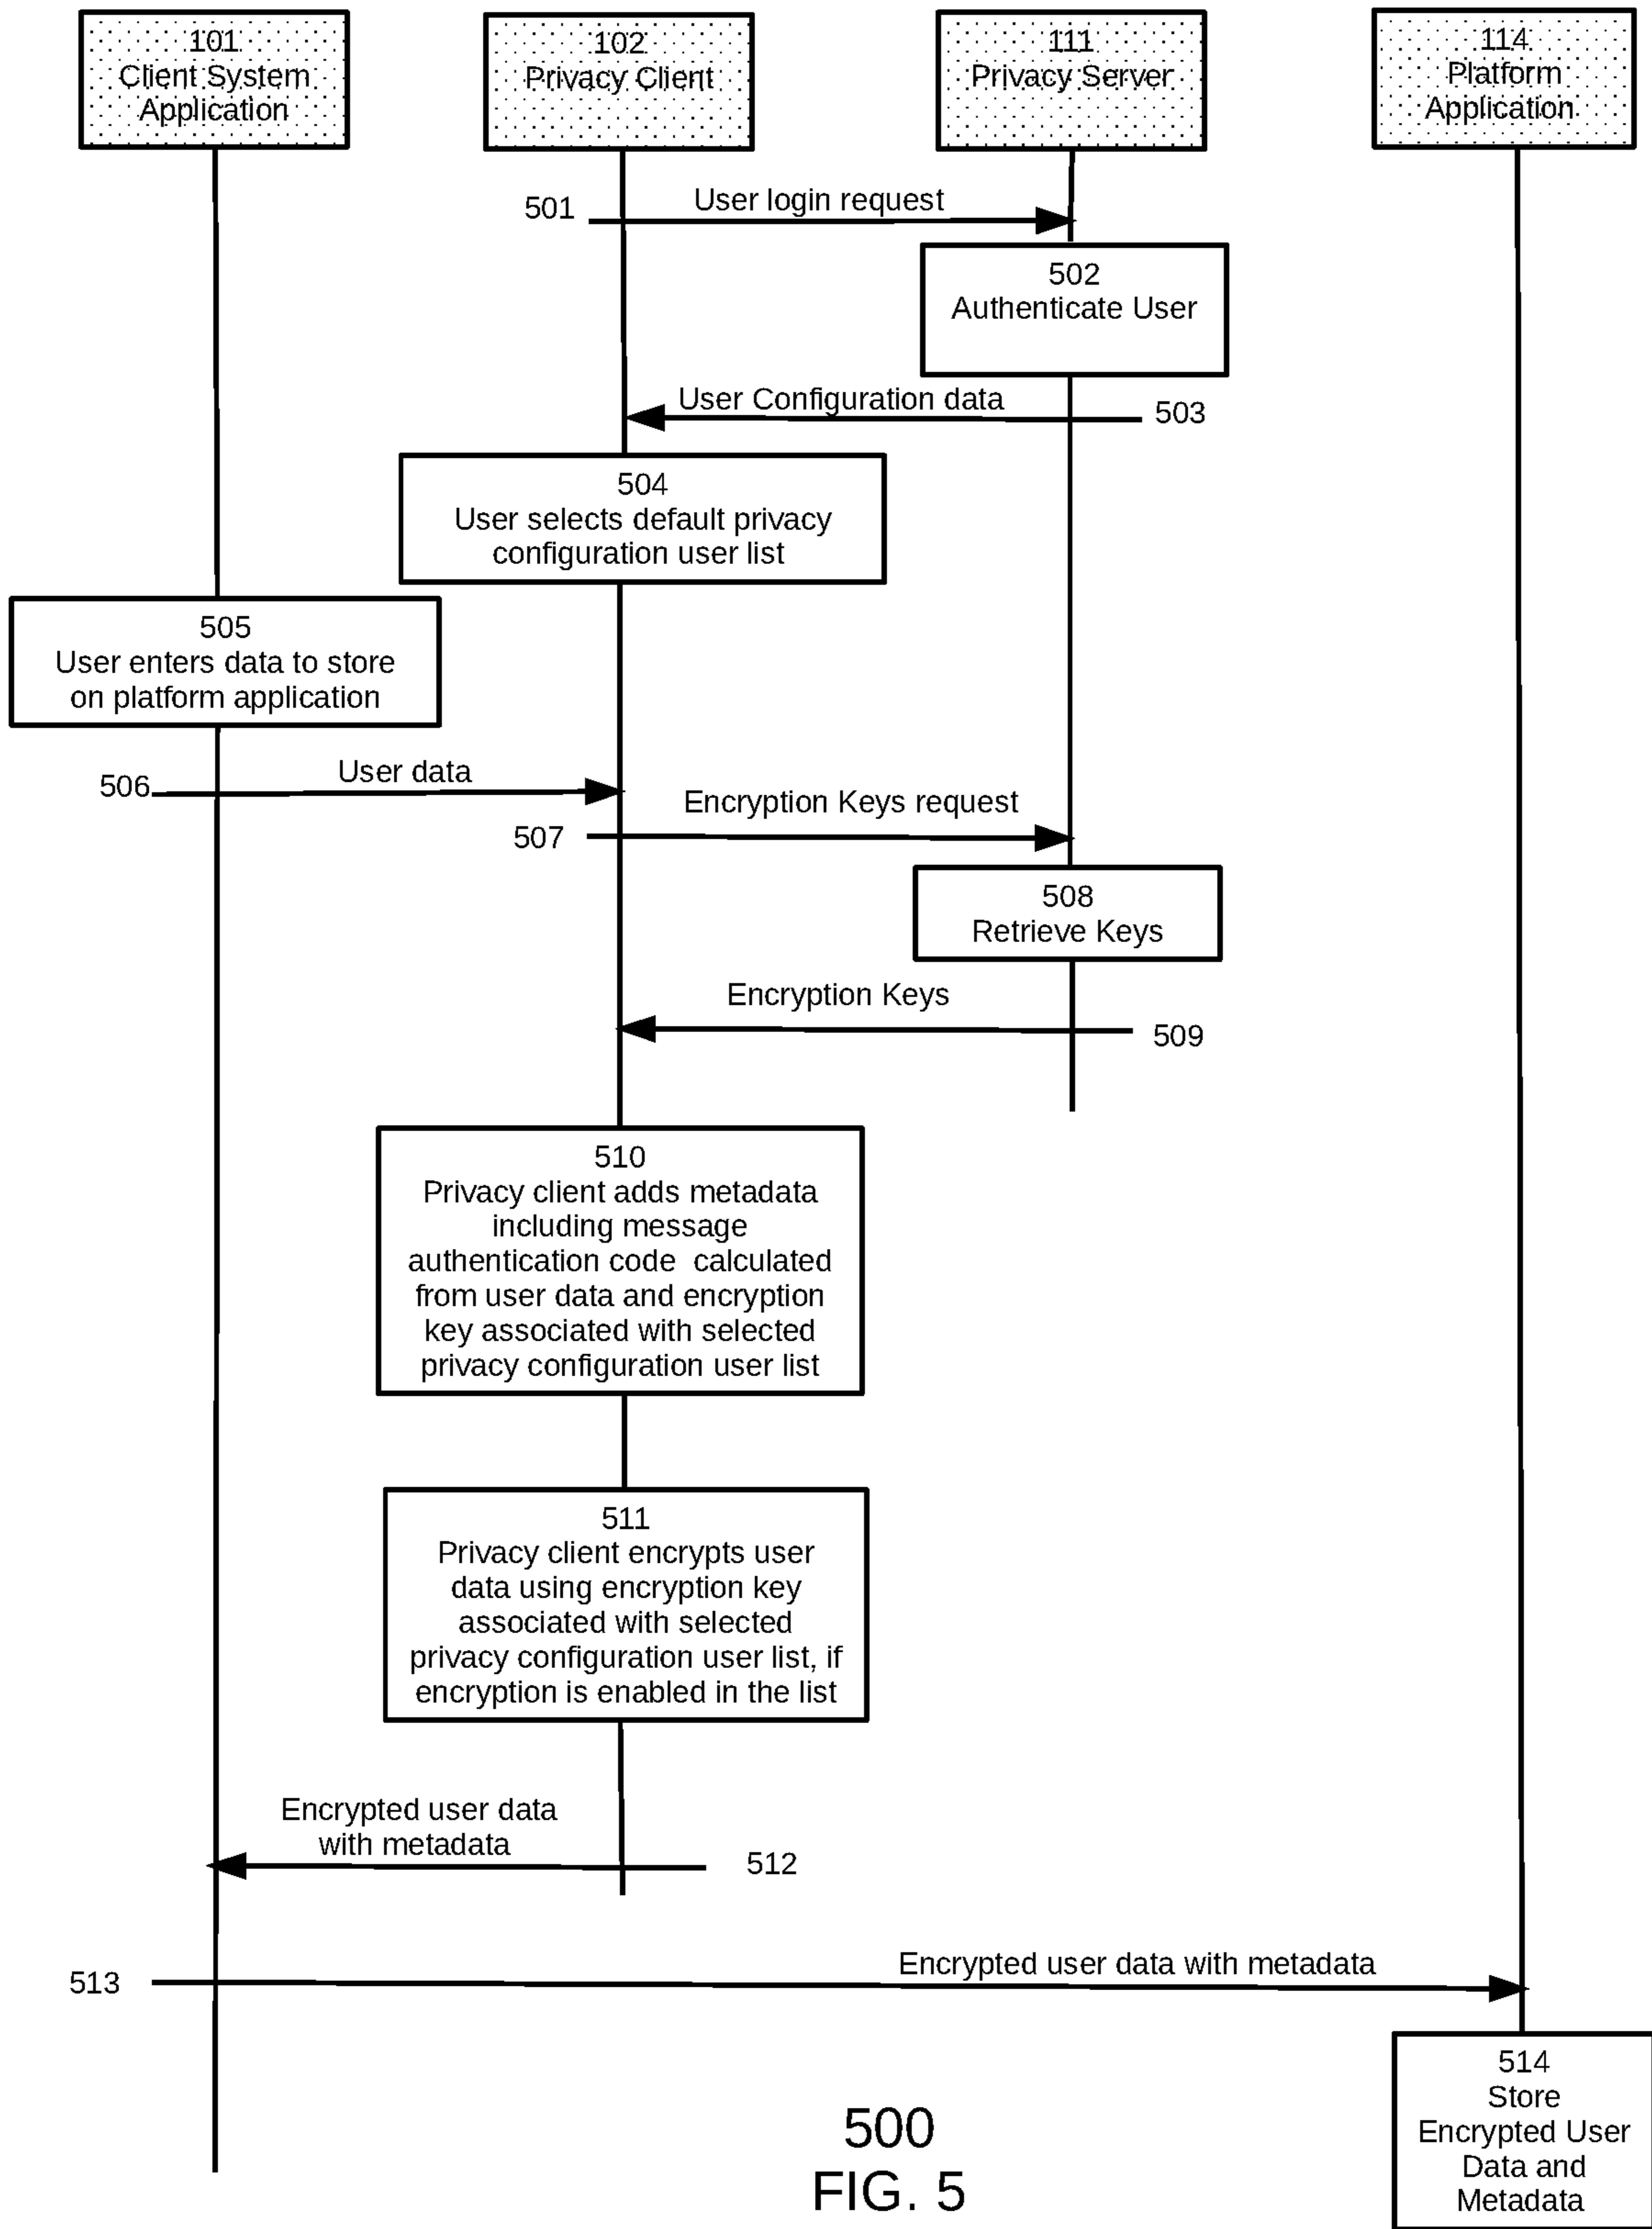 101
Client System
Application
102
Privacy Client
111
Privacy Server
114
Platform
Application
501
User login request
502
Authenticate User
User Configuration data
503
504
User selects default privacy
configuration user list
505
User enters data to store
on platform application
506
User data
Encryption Keys request
507
508
Retrieve Keys
Encryption Keys
509
510
Privacy client adds metadata
including message
authentication code calculated
from user data and encryption
key associated with selected
privacy configuration user list
511
Privacy client encrypts user
data using encryption key
associated with selected
privacy configuration user list, if
encryption is enabled in the list
Encrypted user data
with metadata
512
Encrypted user data with metadata
513
514
Store
Encrypted User
Data and
Metadata
500
FIG. 5